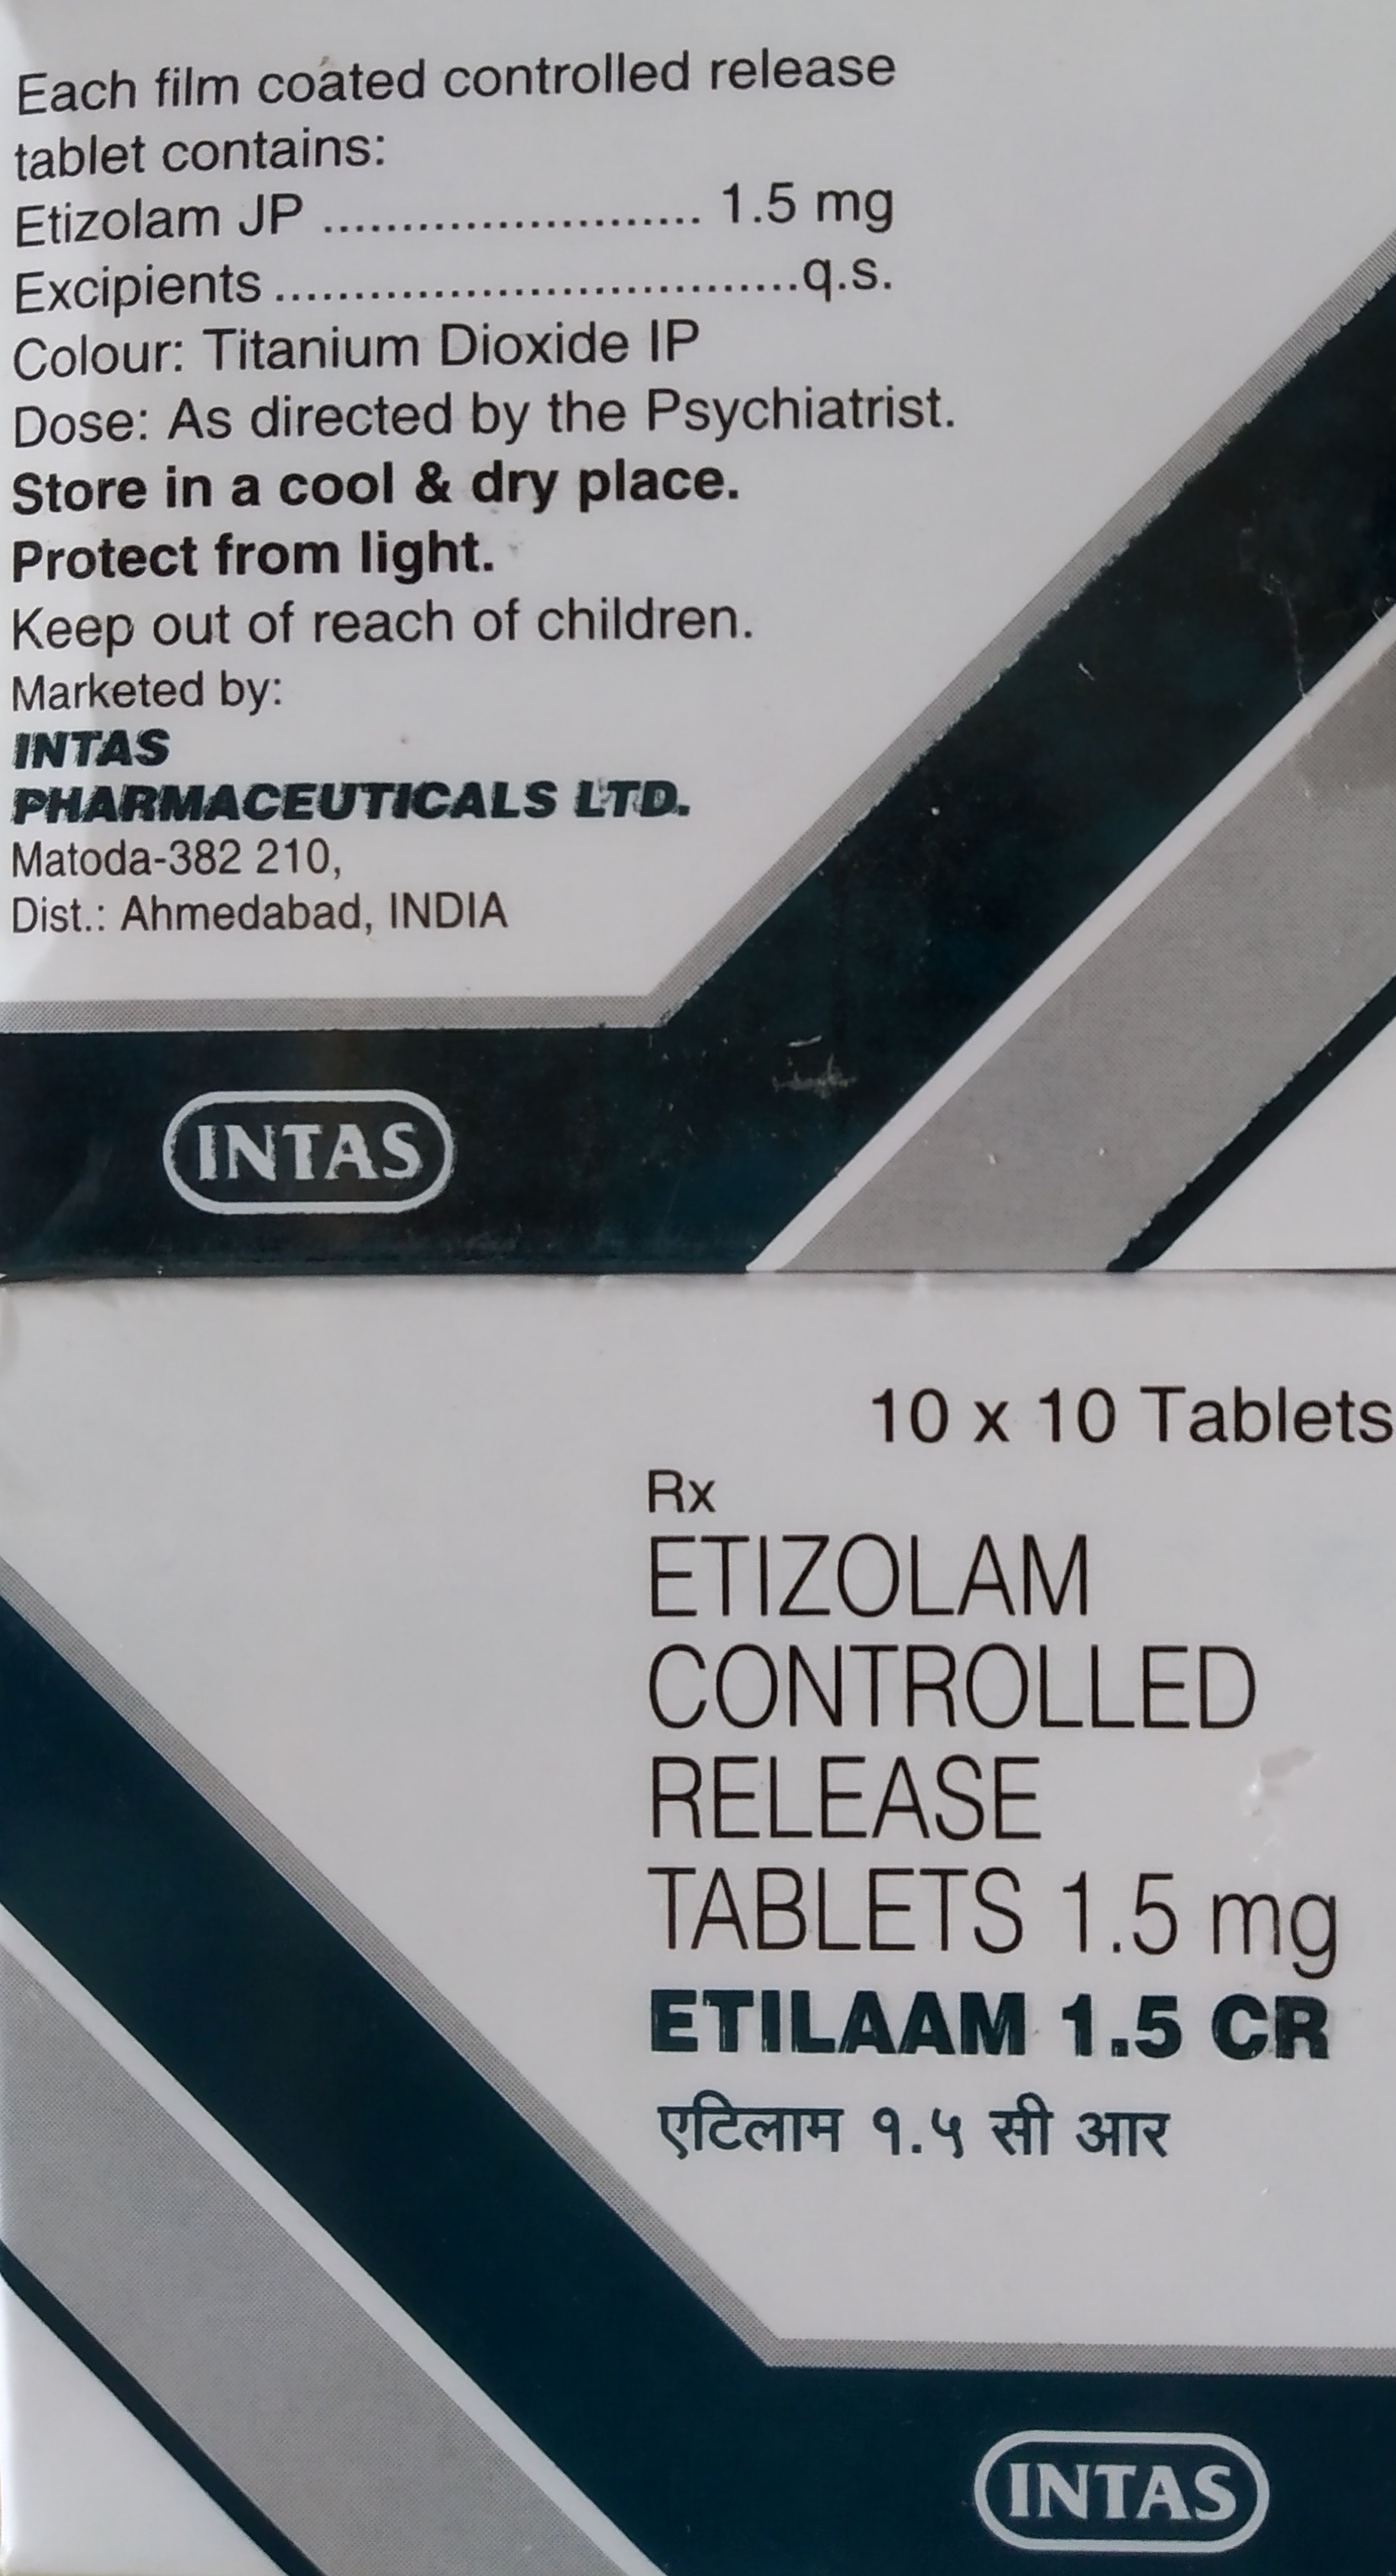 Each film coated controlled release
tablet contains:
Etizolam JP ........................ 1.5 mg
Excipients .................................q.s.
Colour: Titanium Dioxide IP
Dose: As directed by the Psychiatrist.
Store in a cool & dry place.
Protect from light.
Keep out of reach of children.
Marketed by:
INTAS
PHARMACEUTICALS LTD.
Matoda-382 210,
Dist.: Ahmedabad, INDIA
INTAS
10 x 10 Tablets
Rx
ETIZOLAM
CONTROLLED
RELEASE
TABLETS 1.5 mg
ETILAAM 1.5 CR
एटिलाम १.५ सी आर
INTAS